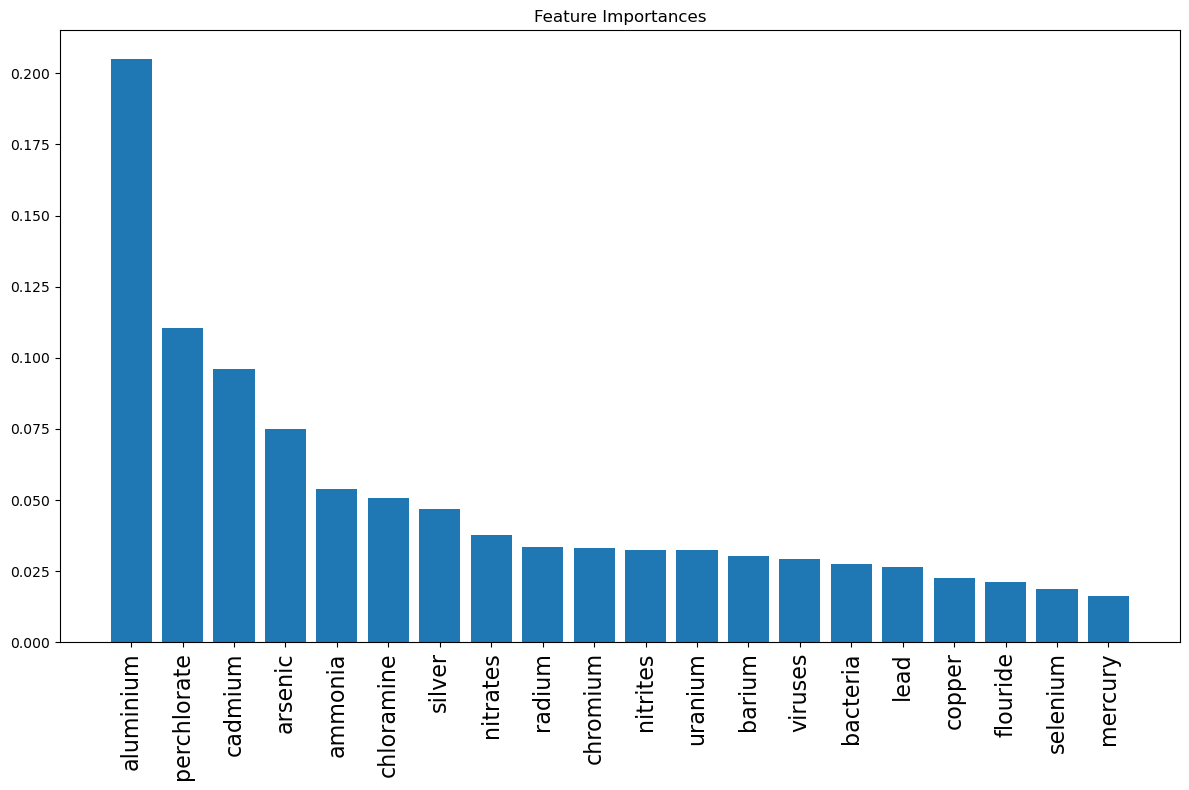 Feature Importances
0.200
0.175
0.150
0.125
0.100
0.075
0.050
0.025
0.000
aluminium
perchlorate
cadmium
arsenic
ammonia
chloramine
silver
nitrates
radium
chromium
nitrites
uranium
barium
viruses
bacteria
lead
copper
flouride
selenium
mercury